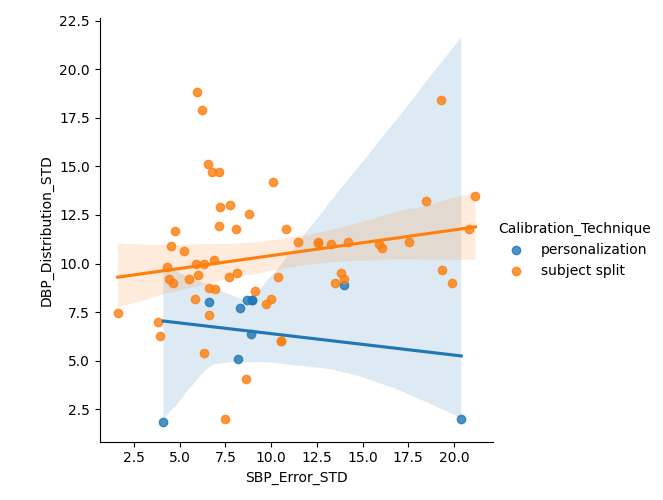 22.5
20.0
17.5
15.0
12.5
10.0
7.5
5.0
2.5
DBP_Distribution_STD
2.5 5.0 7.5 10.0 12.5 15.0 17.5 20.0
SBP_Error_STD
Calibration_Technique
personalization
subject split